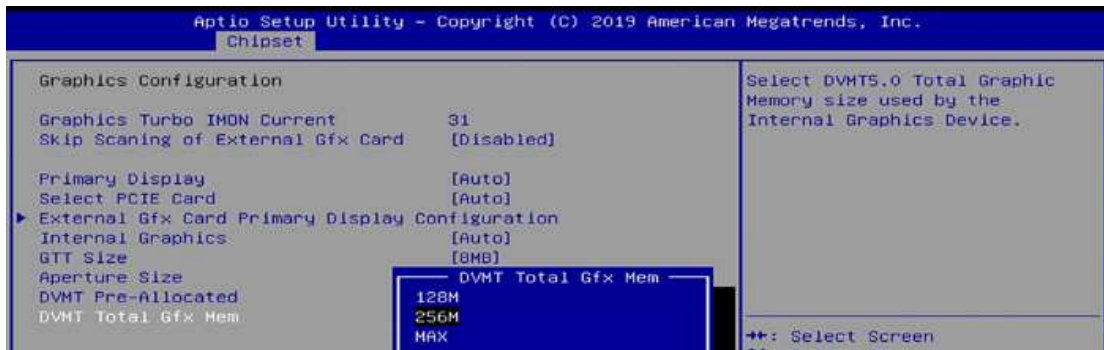 Aptio Setup Utility – Copyright (C) 2019 American Megatrends, Inc.
Chipset
Graphics Configuration
Graphics Turbo IMON Current 31
Skip Scaning of External Gfx Card [Disabled]
Primary Display [Auto]
Select PCIE Card [Auto]
External Gfx Card Primary Display Configuration
Internal Graphics [Auto]
GTT Size [8MB]
Aperture Size
DVMT Pre-Allocated
DVMT Total Gfx Mem
DVMT Total Gfx Mem
128M
256M
MAX
Select DVMT5.0 Total Graphic
Memory size used by the
Internal Graphics Device.
: Select Screen